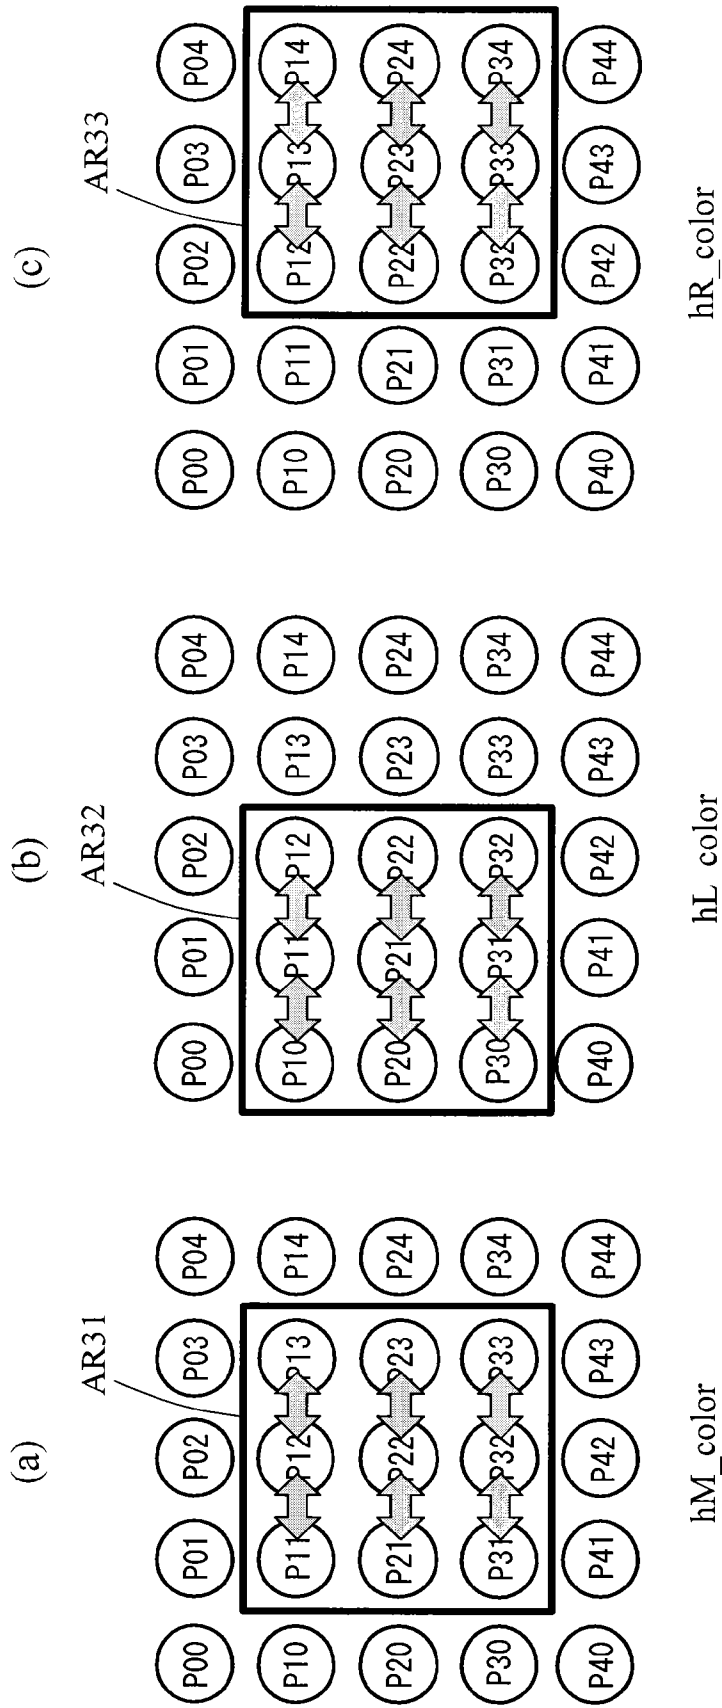 (a)
AR31
P00 P01 P02 P03 P04
P10 P11 P12 P13 P14
P20 P21 P22 P23 P24
P30 P31 P32 P33 P34
P40 P41 P42 P43 P44
hM_color
(b)
AR32
P00 P01 P02 P03 P04
P10 P11 P12 P13 P14
P20 P21 P22 P23 P24
P30 P31 P32 P33 P34
P40 P41 P42 P43 P44
hL_color
(c)
AR33
P00 P01 P02 P03 P04
P10 P11 P12 P13 P14
P20 P21 P22 P23 P24
P30 P31 P32 P33 P34
P40 P41 P42 P43 P44
hR_color